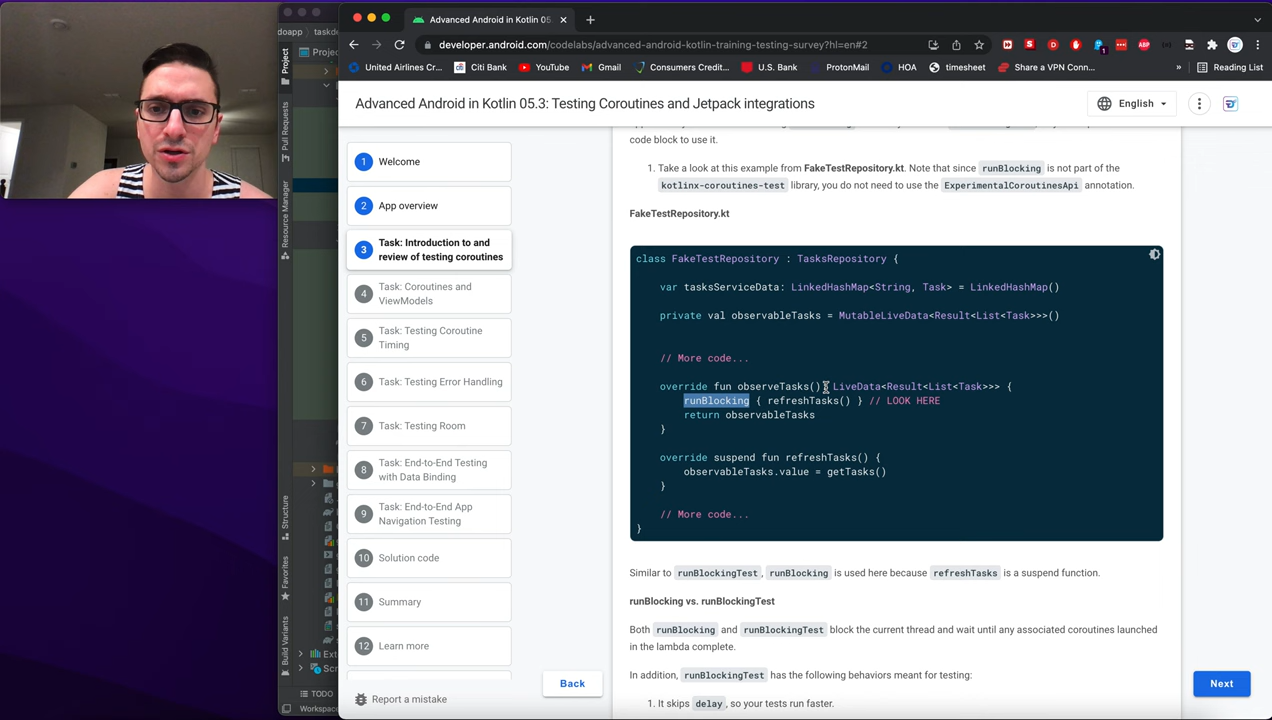 Advanced Android in Kotlin 05.
developer.android.com/codelabs/advanced-android-kotlin-training-testing-survey?hl=en#2
United Airlines Cr...
Citi Bank
YouTube
Gmail
Consumers Credit...
U.S. Bank
ProtonMail
HOA
timesheet
Share a VPN Conn...
»
Reading List
doapp
taskde
Project
Pull Requests
Resource Manager
Structure
Favorites
Build Variants
Projec
Ext
Scr
TODO
Workspace
Advanced Android in Kotlin 05.3: Testing Coroutines and Jetpack integrations
English
1 Welcome
2 App overview
3 Task: Introduction to and
review of testing coroutines
4 Task: Coroutines and
ViewModels
5 Task: Testing Coroutine
Timing
6 Task: Testing Error Handling
7 Task: Testing Room
8 Task: End-to-End Testing
with Data Binding
9 Task: End-to-End App
Navigation Testing
10 Solution code
11 Summary
12 Learn more
Report a mistake
code block to use it.
1. Take a look at this example from FakeTestRepository.kt. Note that since runBlocking is not part of the
kotlinx-coroutines-test library, you do not need to use the ExperimentalCoroutinesApi annotation.
FakeTestRepository.kt
class FakeTestRepository : TasksRepository {
var tasksServiceData: LinkedHashMap<String, Task> = LinkedHashMap()
private val observableTasks = MutableLiveData<Result<List<Task>>>()
// More code...
override fun observeTasks(): LiveData<Result<List<Task>>> {
runBlocking { refreshTasks() } // LOOK HERE
return observableTasks
}
override suspend fun refreshTasks() {
observableTasks.value = getTasks()
}
// More code...
}
Similar to runBlockingTest, runBlocking is used here because refreshTasks is a suspend function.
runBlocking vs. runBlockingTest
Both runBlocking and runBlockingTest block the current thread and wait until any associated coroutines launched
in the lambda complete.
In addition, runBlockingTest has the following behaviors meant for testing:
1. It skips delay, so your tests run faster.
Back
Next